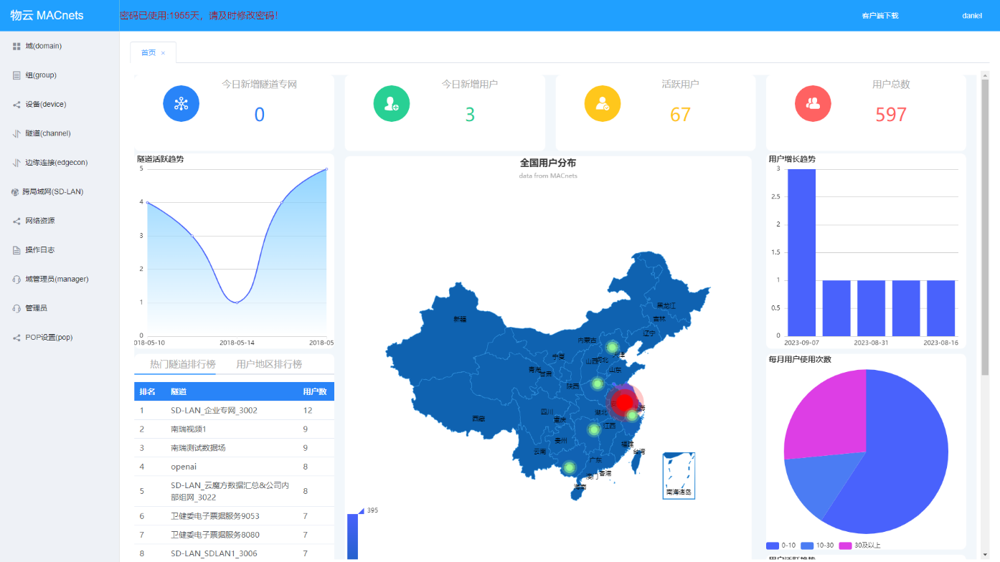 物云 MACnets
密码已使用:1955天，请及时修改密码！
客户端下载
daniel
域(domain)
组(group)
设备(device)
隧道(channel)
边缘连接(edgecon)
跨局域网(SD-LAN)
网络资源
操作日志
域管理员(manager)
管理员
POP设置(pop)
首页 ×
今日新增隧道专网
0
今日新增用户
3
活跃用户
67
用户总数
597
隧道活跃趋势
5
4
3
2
1
0
018-05-10
2018-05-14
2018-05
热门隧道排行榜
用户地区排行榜
排名 隧道 用户数
1 SD-LAN_企业专网_3002 12
2 南瑞视频1 9
3 南瑞测试数据场 9
4 openai 8
5 SD-LAN_云魔方数据汇总&公司内
部组网_3022 8
6 卫健委电子票据服务9053 7
7 卫健委电子票据服务8080 7
8 SD-LAN_SDLAN1_3006 7
全国用户分布
data from MACnets
黑龙江
吉林
新疆
辽宁
内蒙古
宁夏
山西
山东
青海
甘肃
陕西
四川
湖北
西藏
重庆
江西
贵州
福建
云南
台湾
广东
香港
澳门
海南
南海诸岛
395
用户增长趋势
3
2.5
2
1.5
1
0.5
0
2023-09-07
2023-08-31
2023-08-16
每月用户使用次数
0-10
10-30
30及以上